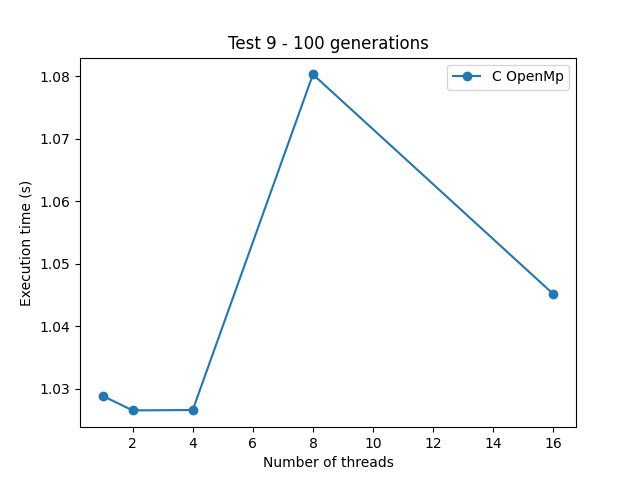 Test 9 - 100 generations
C OpenMp
1.08
1.07
1.06
1.05
1.04
1.03
Execution time (s)
2 4 6 8 10 12 14 16
Number of threads